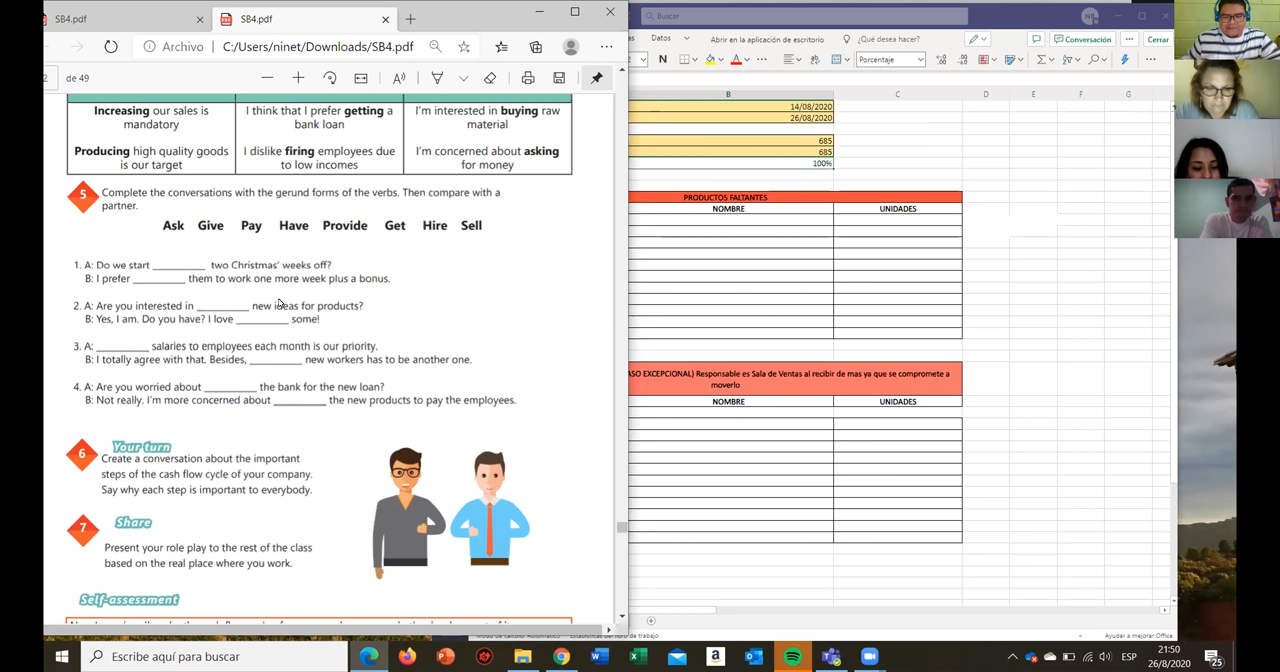 SB4.pdf
SB4.pdf
Archivo
C:/Users/ninet/Downloads/SB4.pdf
2 de 49
Increasing our sales is mandatory
I think that I prefer getting a bank loan
I'm interested in buying raw material
Producing high quality goods is our target
I dislike firing employees due to low incomes
I'm concerned about asking for money
5 Complete the conversations with the gerund forms of the verbs. Then compare with a
partner.
Ask Give Pay Have Provide Get Hire Sell
1. A: Do we start __________ two Christmas' weeks off?
B: I prefer __________ them to work one more week plus a bonus.
2. A: Are you interested in __________ new ideas for products?
B: Yes, I am. Do you have? I love __________ some!
3. A: __________ salaries to employees each month is our priority.
B: I totally agree with that. Besides, __________ new workers has to be another one.
4. A: Are you worried about __________ the bank for the new loan?
B: Not really. I'm more concerned about __________ the new products to pay the employees.
6 Your turn
Create a conversation about the important
steps of the cash flow cycle of your company.
Say why each step is important to everybody.
7 Share
Present your role play to the rest of the class
based on the real place where you work.
Self-assessment
Buscar
NB
Datos
Abrir en la aplicación de escritorio
¿Qué desea hacer?
Conversación
Cerrar
N
Porcentaje
B C D E F G H
14/08/2020
26/08/2020
685
685
100%
PRODUCTOS FALTANTES
NOMBRE UNIDADES
ASO EXCEPCIONAL) Responsable es Sala de Ventas al recibir de mas ya que se compromete a
moverlo
NOMBRE UNIDADES
Modo de cálculo: Automático
Estadísticas del libro de trabajo
Ayudar a mejorar Office
Escribe aquí para buscar
ESP
21:50
26/8/2020
25